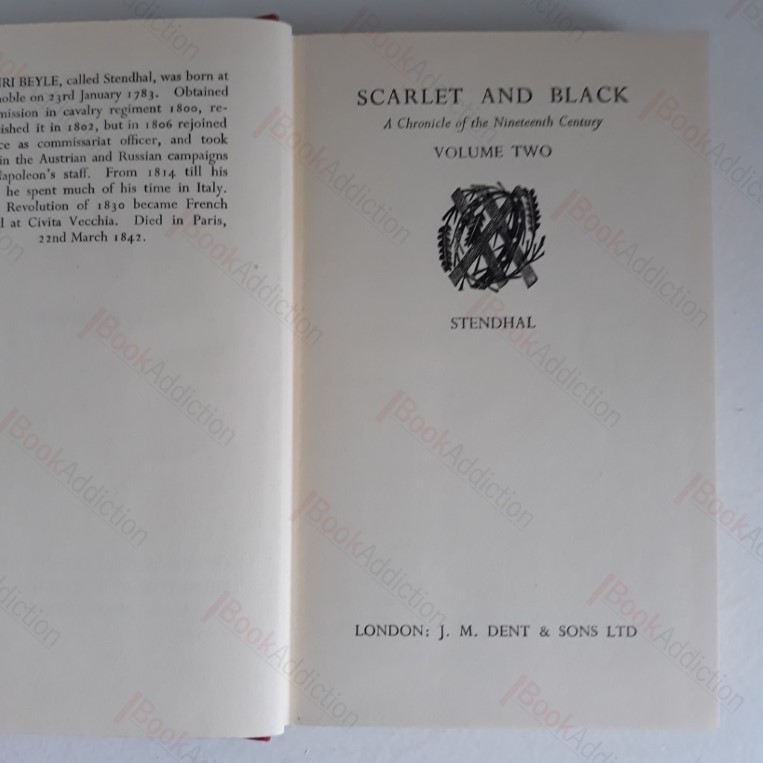 RI BEYLE, called Stendhal, was born at
oble on 23rd January 1783. Obtained
mission in cavalry regiment 1800, re-
ished it in 1802, but in 1806 rejoined
ce as commissariat officer, and took
in the Austrian and Russian campaigns
apoleon's staff. From 1814 till his
he spent much of his time in Italy.
Revolution of 1830 became French
l at Civita Vecchia. Died in Paris,
22nd March 1842.
SCARLET AND BLACK
A Chronicle of the Nineteenth Century
VOLUME TWO
STENDHAL
LONDON: J. M. DENT & SONS LTD
BookAddiction